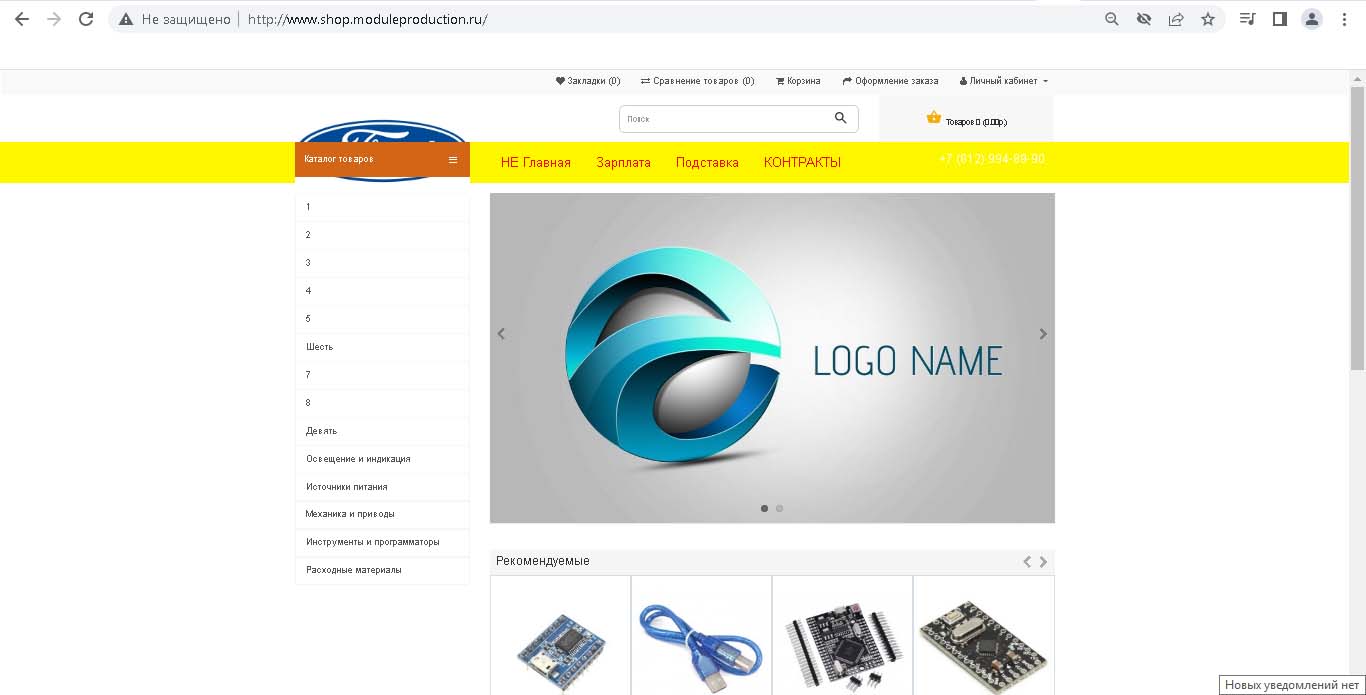 Не защищено http://www.shop.moduleproduction.ru/
Закладки (0) Сравнение товаров (0) Корзина Оформление заказа Личный кабинет
Поиск
Товаров 0 (0.00р.)
Каталог товаров
НЕ Главная Зарплата Подставка КОНТРАКТЫ +7 (812) 994-89-90
1
2
3
4
5
Шесть
7
8
Девять
Освещение и индикация
Источники питания
Механика и приводы
Инструменты и программаторы
Расходные материалы
LOGO NAME
Рекомендуемые
Новых уведомлений нет